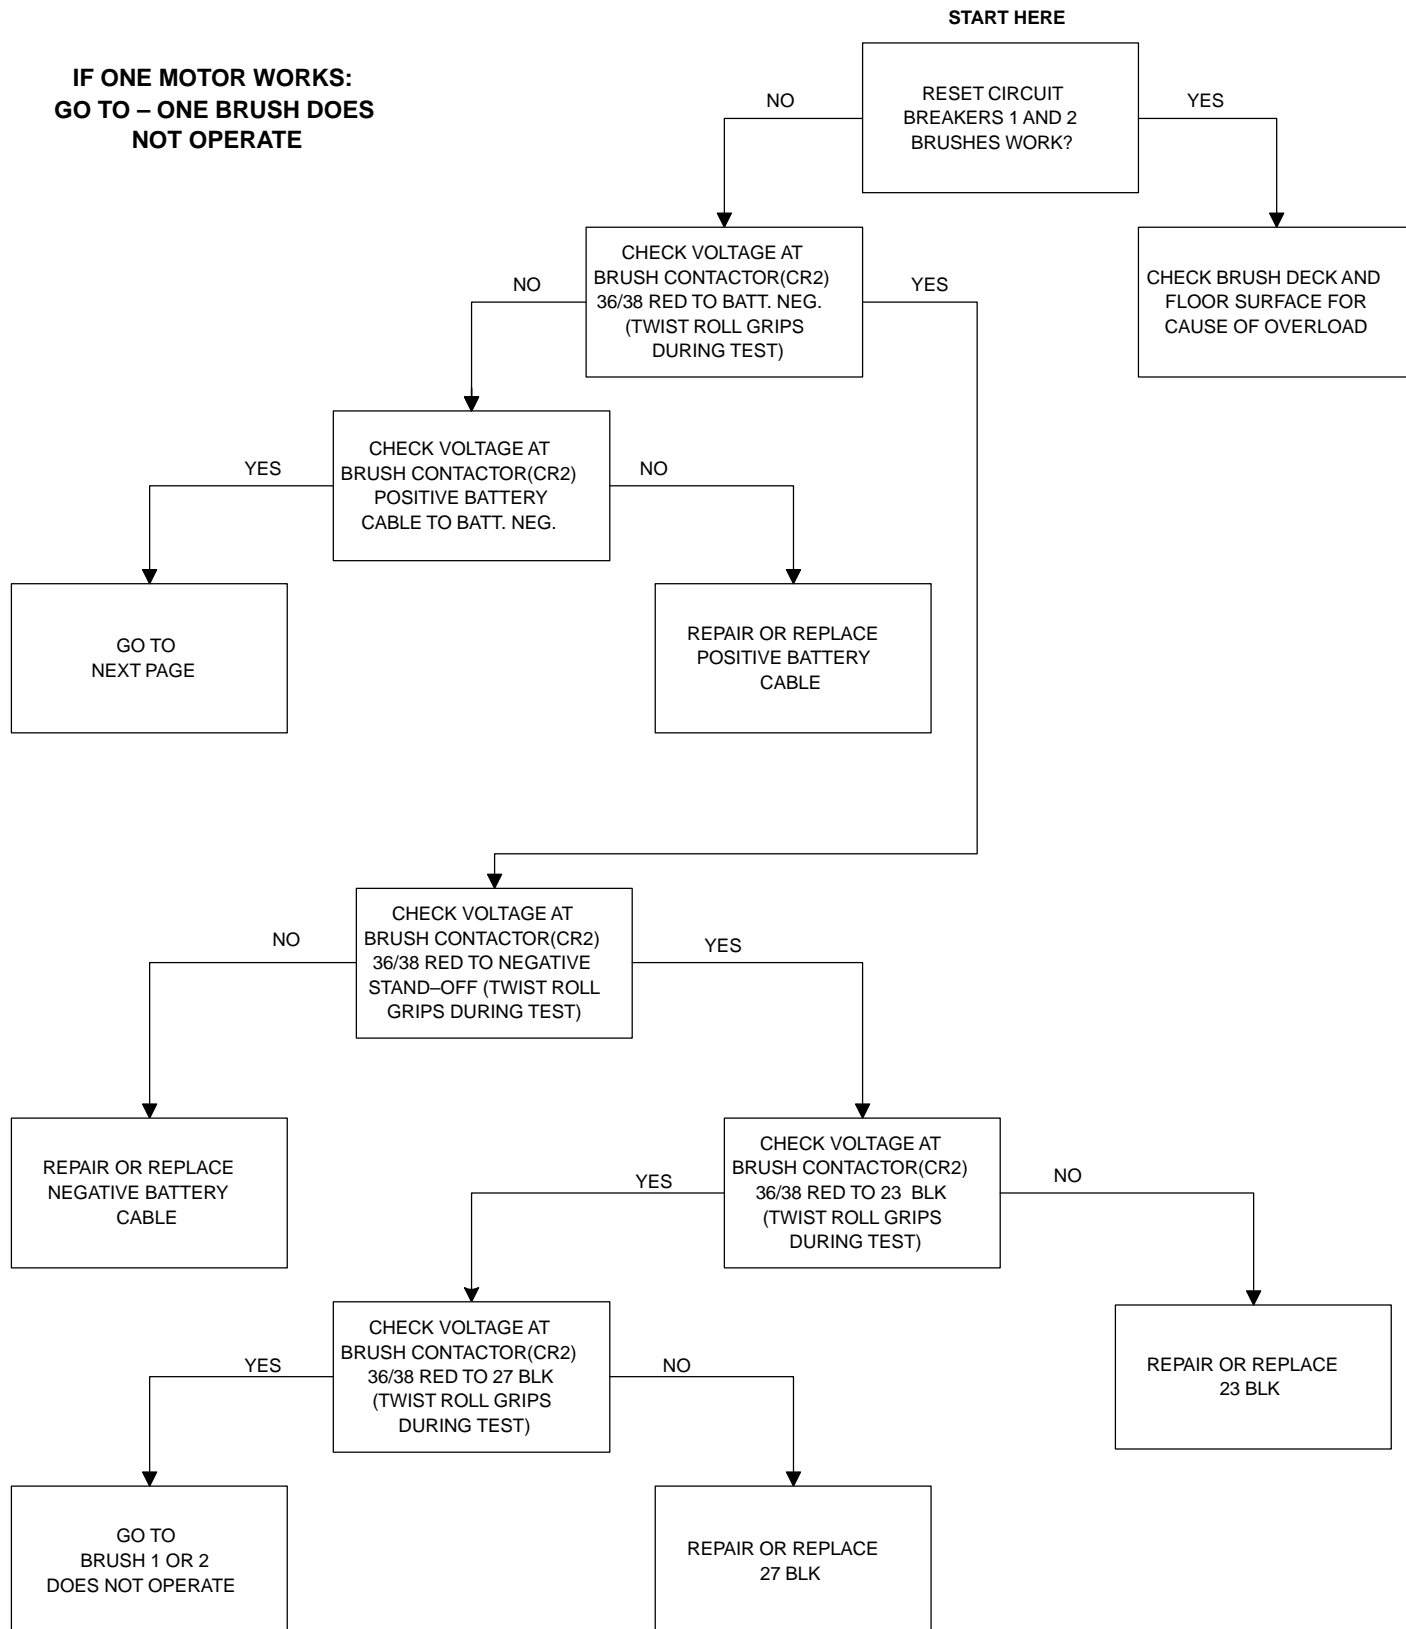 START HERE
IF ONE MOTOR WORKS:
GO TO – ONE BRUSH DOES
NOT OPERATE
NO
RESET CIRCUIT
BREAKERS 1 AND 2
BRUSHES WORK?
YES
NO
CHECK VOLTAGE AT
BRUSH CONTACTOR(CR2)
36/38 RED TO BATT. NEG.
(TWIST ROLL GRIPS
DURING TEST)
YES
CHECK BRUSH DECK AND
FLOOR SURFACE FOR
CAUSE OF OVERLOAD
YES
CHECK VOLTAGE AT
BRUSH CONTACTOR(CR2)
POSITIVE BATTERY
CABLE TO BATT. NEG.
NO
GO TO
NEXT PAGE
REPAIR OR REPLACE
POSITIVE BATTERY
CABLE
NO
CHECK VOLTAGE AT
BRUSH CONTACTOR(CR2)
36/38 RED TO NEGATIVE
STAND–OFF (TWIST ROLL
GRIPS DURING TEST)
YES
REPAIR OR REPLACE
NEGATIVE BATTERY
CABLE
YES
CHECK VOLTAGE AT
BRUSH CONTACTOR(CR2)
36/38 RED TO 23 BLK
(TWIST ROLL GRIPS
DURING TEST)
NO
YES
CHECK VOLTAGE AT
BRUSH CONTACTOR(CR2)
36/38 RED TO 27 BLK
(TWIST ROLL GRIPS
DURING TEST)
NO
REPAIR OR REPLACE
23 BLK
GO TO
BRUSH 1 OR 2
DOES NOT OPERATE
REPAIR OR REPLACE
27 BLK